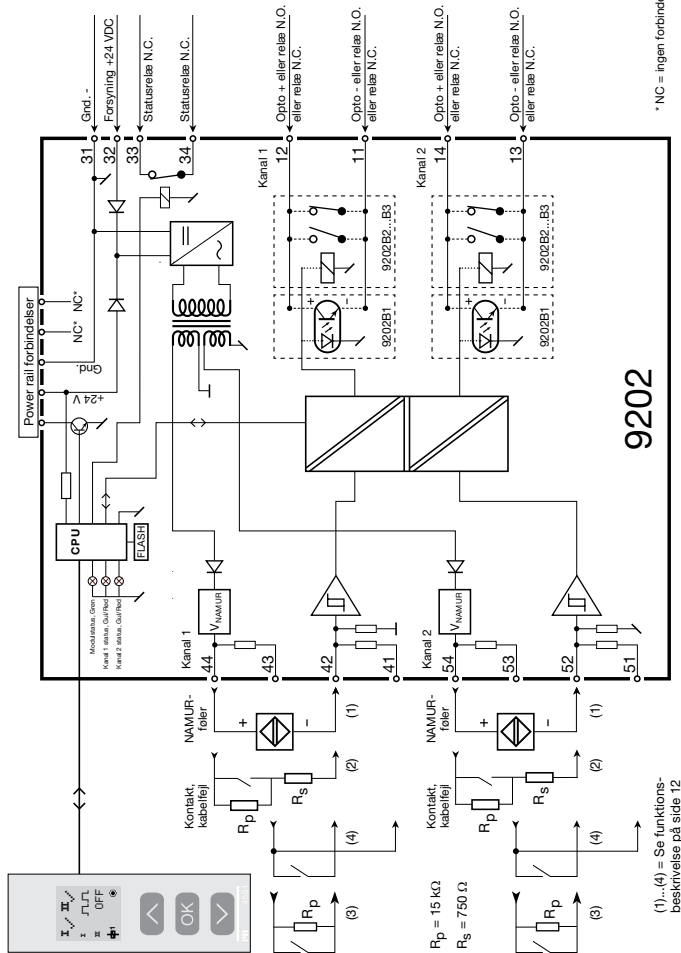 Power rail forbindelser
NC*
NC*
Gnd.
+24 V
CPU
FLASH
Modulstatus, Grøn
Kanal 1 status, Gul/Rød
Kanal 2 status, Gul/Rød
31
Gnd. -
32
Forsyning +24 VDC
33
Statusrelæ N.C.
34
Statusrelæ N.C.
Kanal 1
12
Opto + eller relæ N.O.
eller relæ N.C.
11
Opto - eller relæ N.O.
eller relæ N.C.
9202B1
+
-
9202B2...B3
Kanal 2
14
Opto + eller relæ N.O.
eller relæ N.C.
13
Opto - eller relæ N.O.
eller relæ N.C.
9202B1
+
-
9202B2...B3
9202
Kanal 1
44
43
42
41
V NAMUR
Kanal 2
54
53
52
51
V NAMUR
NAMUR-
føler
+
-
(1)
Kontakt,
kabelfejl
Rp
Rs
(2)
(4)
Rp
(3)
NAMUR-
føler
+
-
(1)
Kontakt,
kabelfejl
Rp
Rs
(2)
(4)
Rp
(3)
Rp = 15 kΩ
Rs = 750 Ω
OFF
OK
(1)...(4) = Se funktions-
beskrivelse på side 12
* NC = ingen